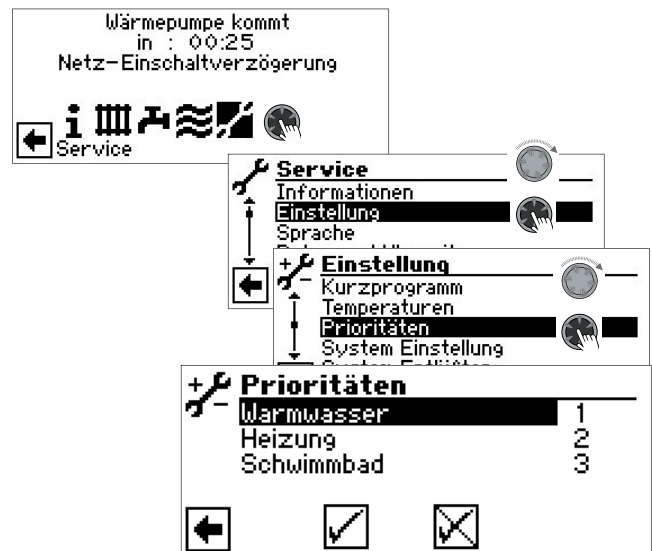 Wärmepumpe kommt
in : 00:25
Netz-Einschaltverzögerung
Service
Service
Informationen
Einstellung
Sprache
Einstellung
Kurzprogramm
Temperaturen
Prioritäten
System Einstellung
Prioritäten
Warmwasser 1
Heizung 2
Schwimmbad 3